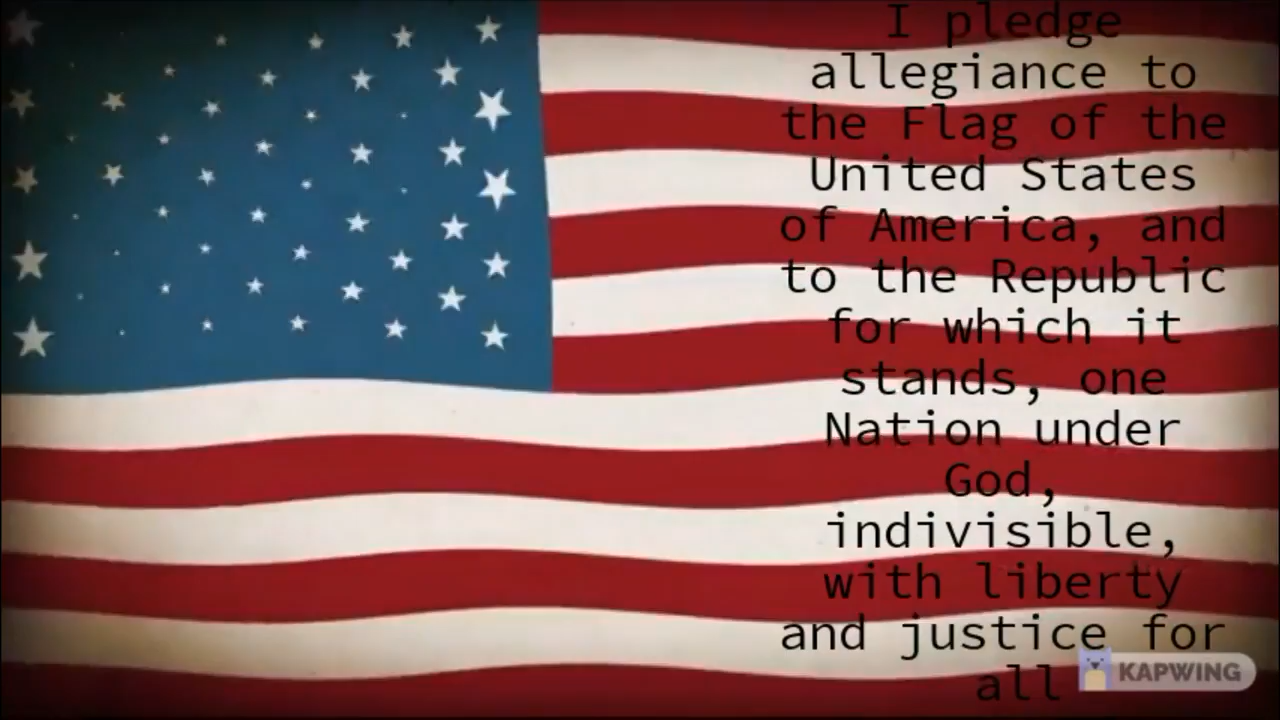 I pledge
allegiance to
the Flag of the
United States
of America, and
to the Republic
for which it
stands, one
Nation under
God,
indivisible,
with liberty
and justice for
all
KAPWING